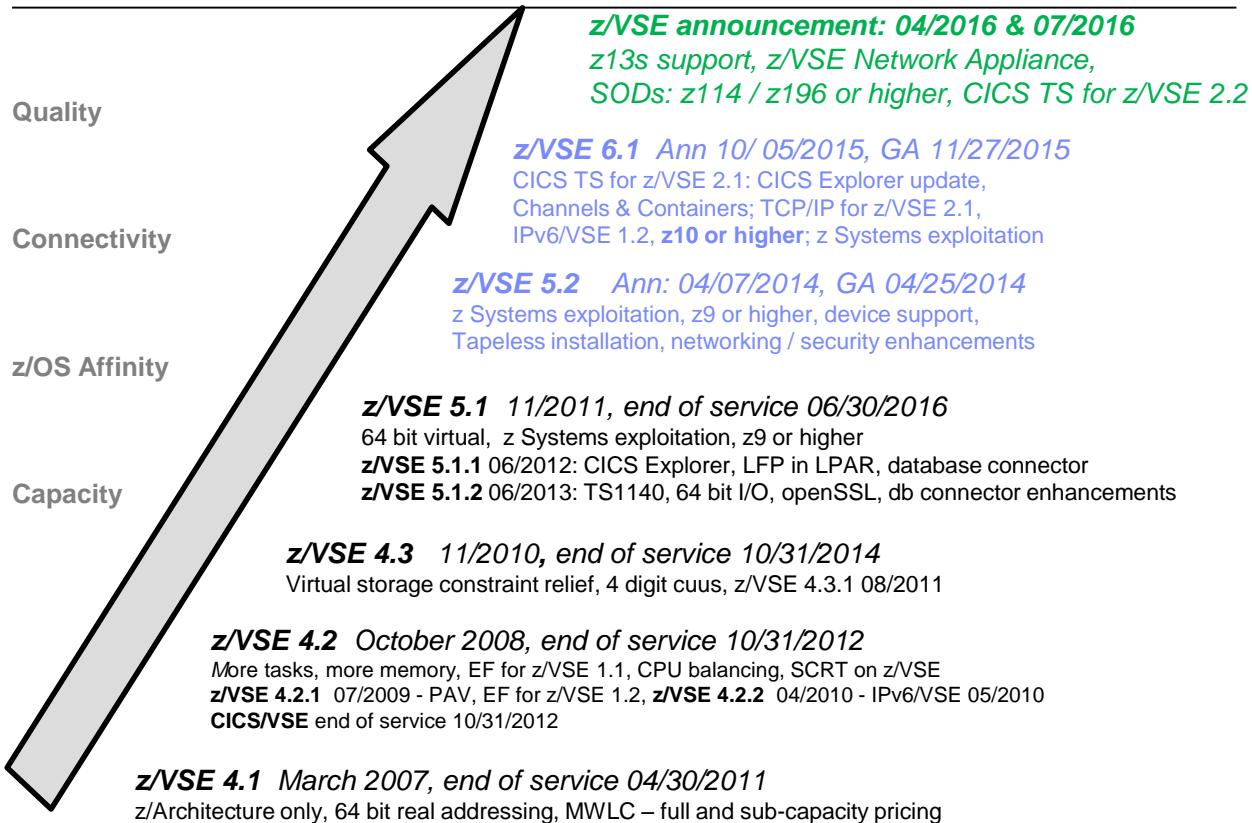 z/VSE announcement: 04/2016 & 07/2016
z13s support, z/VSE Network Appliance,
SODs: z114 / z196 or higher, CICS TS for z/VSE 2.2
Quality
z/VSE 6.1 Ann 10/ 05/2015, GA 11/27/2015
CICS TS for z/VSE 2.1: CICS Explorer update,
Channels & Containers; TCP/IP for z/VSE 2.1,
IPv6/VSE 1.2, z10 or higher; z Systems exploitation
Connectivity
z/VSE 5.2 Ann: 04/07/2014, GA 04/25/2014
z Systems exploitation, z9 or higher, device support,
Tapeless installation, networking / security enhancements
z/OS Affinity
z/VSE 5.1 11/2011, end of service 06/30/2016
64 bit virtual, z Systems exploitation, z9 or higher
z/VSE 5.1.1 06/2012: CICS Explorer, LFP in LPAR, database connector
z/VSE 5.1.2 06/2013: TS1140, 64 bit I/O, openSSL, db connector enhancements
Capacity
z/VSE 4.3 11/2010, end of service 10/31/2014
Virtual storage constraint relief, 4 digit cuus, z/VSE 4.3.1 08/2011
z/VSE 4.2 October 2008, end of service 10/31/2012
More tasks, more memory, EF for z/VSE 1.1, CPU balancing, SCRT on z/VSE
z/VSE 4.2.1 07/2009 - PAV, EF for z/VSE 1.2, z/VSE 4.2.2 04/2010 - IPv6/VSE 05/2010
CICS/VSE end of service 10/31/2012
z/VSE 4.1 March 2007, end of service 04/30/2011
z/Architecture only, 64 bit real addressing, MWLC – full and sub-capacity pricing